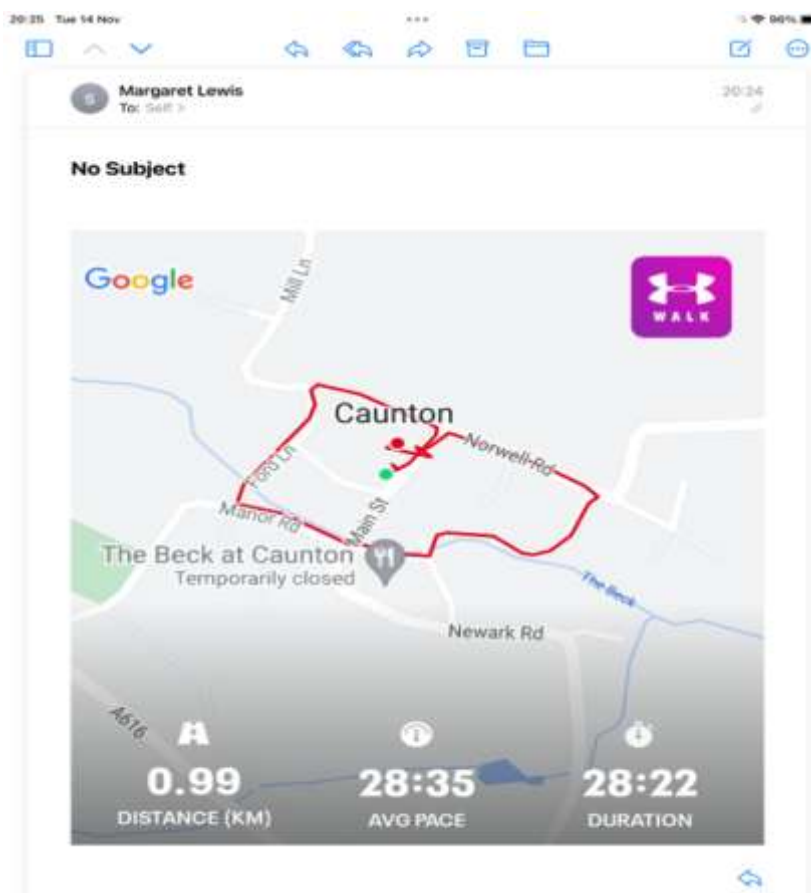 20:25 Tue 14 Nov
96%
Margaret Lewis
To: Self >
20:24
No Subject
Google
Mill Ln
WALK
Caunton
Norwell Rd
Ford Ln
Manor Rd
Main St
The Beck at Caunton
Temporarily closed
The Beck
Newark Rd
A616
0.99
28:35
28:22
DISTANCE (KM)
AVG PACE
DURATION